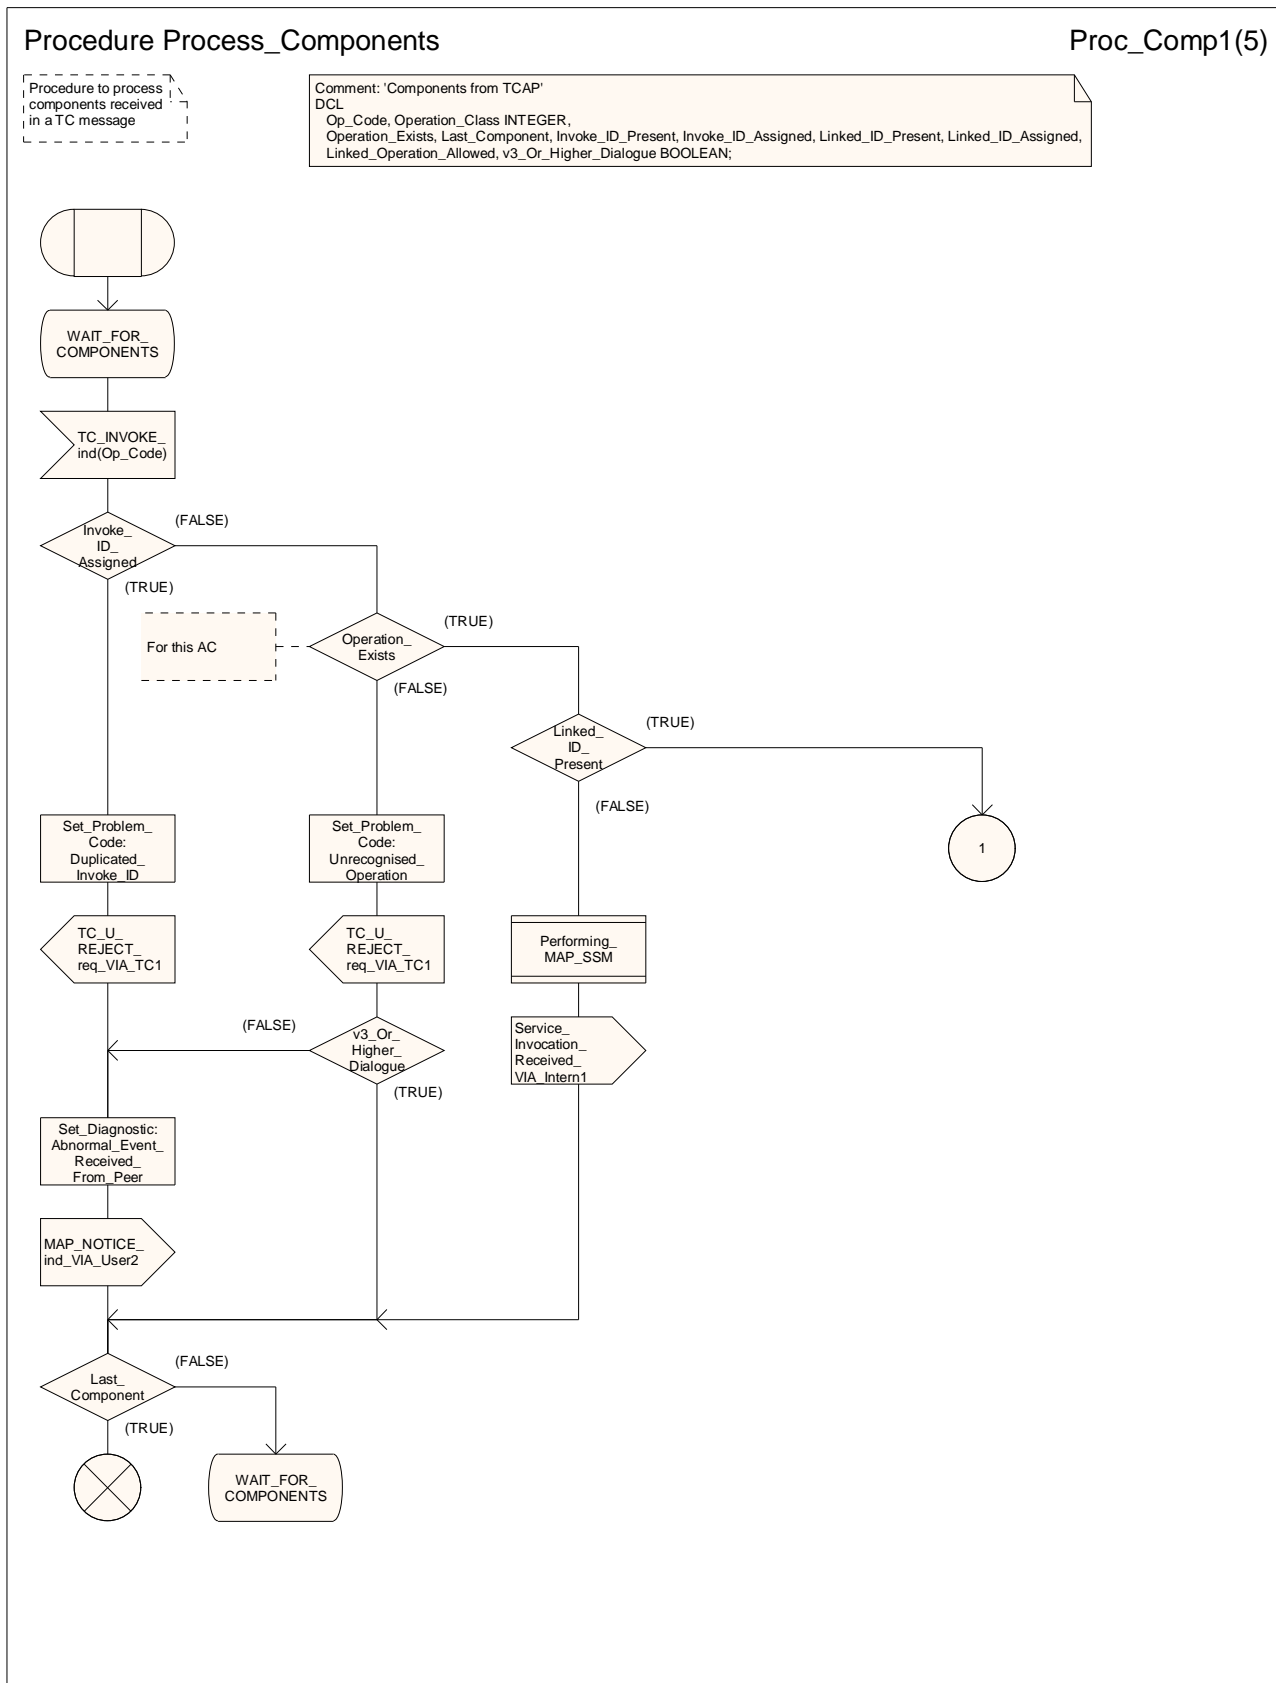 Procedure Process_Components
Proc_Comp1(5)
Procedure to process
components received
in a TC message
Comment: 'Components from TCAP'
DCL
Op_Code, Operation_Class INTEGER,
Operation_Exists, Last_Component, Invoke_ID_Present, Invoke_ID_Assigned, Linked_ID_Present, Linked_ID_Assigned,
Linked_Operation_Allowed, v3_Or_Higher_Dialogue BOOLEAN;
WAIT_FOR_
COMPONENTS
TC_INVOKE_
ind(Op_Code)
Invoke_
ID_
Assigned
(FALSE)
(TRUE)
For this AC
Operation_
Exists
(TRUE)
(FALSE)
Linked_
ID_
Present
(TRUE)
(FALSE)
1
Set_Problem_
Code:
Duplicated_
Invoke_ID
Set_Problem_
Code:
Unrecognised_
Operation
TC_U_
REJECT_
req_VIA_TC1
TC_U_
REJECT_
req_VIA_TC1
Performing_
MAP_SSM
(FALSE)
v3_Or_
Higher_
Dialogue
(TRUE)
Service_
Invocation_
Received_
VIA_Intern1
Set_Diagnostic:
Abnormal_Event_
Received_
From_Peer
MAP_NOTICE_
ind_VIA_User2
Last_
Component
(FALSE)
(TRUE)
WAIT_FOR_
COMPONENTS